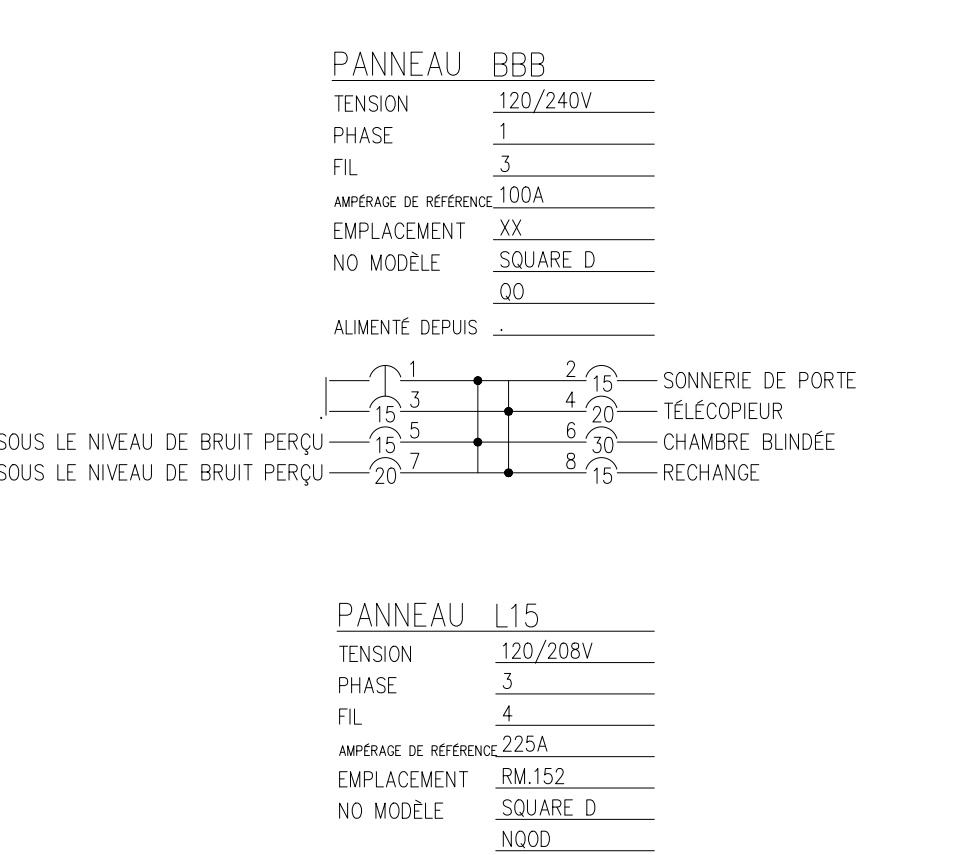 PANNEAU BBB
TENSION 120/240V
PHASE 1
FIL 3
AMPÉRAGE DE RÉFÉRENCE 100A
EMPLACEMENT XX
NO MODÈLE SQUARE D
QO
ALIMENTÉ DEPUIS .
1 2 15 SONNERIE DE PORTE
. 15 3 4 20 TÉLÉCOPIEUR
SOUS LE NIVEAU DE BRUIT PERÇU 15 5 6 30 CHAMBRE BLINDÉE
SOUS LE NIVEAU DE BRUIT PERÇU 20 7 8 15 RECHANGE
PANNEAU L15
TENSION 120/208V
PHASE 3
FIL 4
AMPÉRAGE DE RÉFÉRENCE 225A
EMPLACEMENT RM.152
NO MODÈLE SQUARE D
NQOD